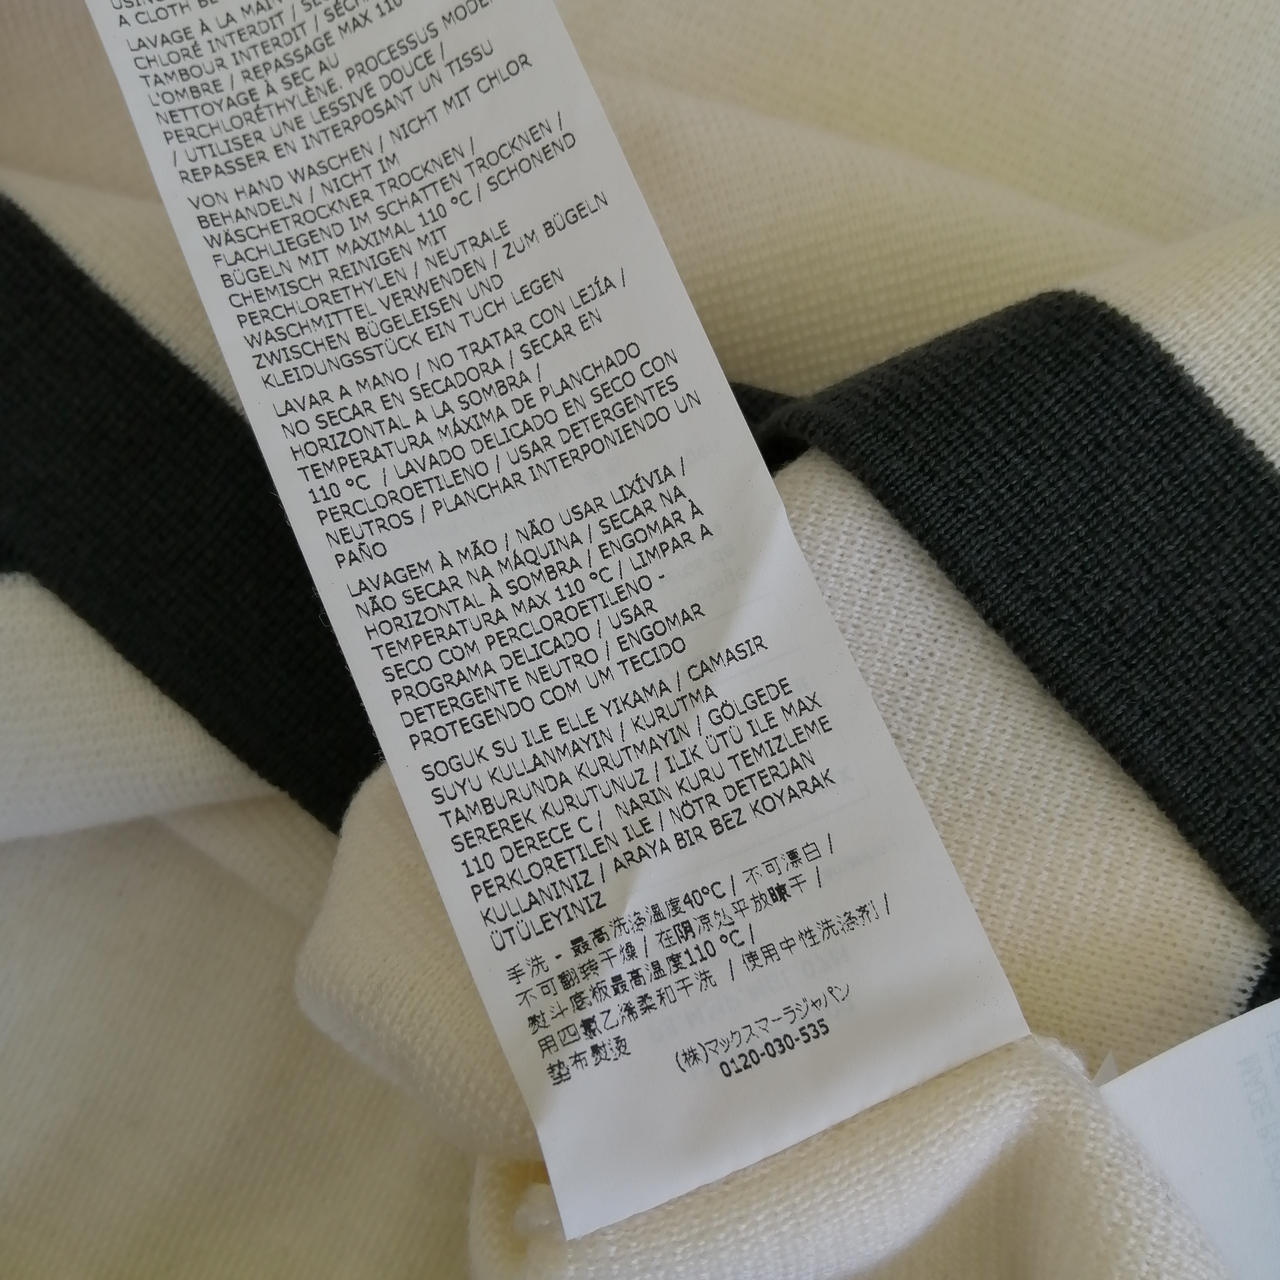 A CLOTH BE
LAVAGE À LA MAIN
CHLORÉ INTERDIT / SÉ
TAMBOUR INTERDIT / SÉCH
L'OMBRE / REPASSAGE MAX 110
NETTOYAGE À SEC AU
PERCHLORÉTHYLÈNE. PROCESSUS MODÉ
/ UTILISER UNE LESSIVE DOUCE /
REPASSER EN INTERPOSANT UN TISSU
VON HAND WASCHEN / NICHT MIT CHLOR
BEHANDELN / NICHT IM
WÄSCHETROCKNER TROCKNEN /
FLACHLIEGEND IM SCHATTEN TROCKNEN /
BÜGELN MIT MAXIMAL 110 °C / SCHONEND
CHEMISCH REINIGEN MIT
PERCHLORETHYLEN / NEUTRALE
WASCHMITTEL VERWENDEN / ZUM BÜGELN
ZWISCHEN BÜGELEISEN UND
KLEIDUNGSSTÜCK EIN TUCH LEGEN
LAVAR A MANO / NO TRATAR CON LEJÍA /
NO SECAR EN SECADORA / SECAR EN
HORIZONTAL A LA SOMBRA /
TEMPERATURA MÁXIMA DE PLANCHADO
110 °C / LAVADO DELICADO EN SECO CON
PERCLOROETILENO / USAR DETERGENTES
NEUTROS / PLANCHAR INTERPONIENDO UN
PAÑO
LAVAGEM À MÃO / NÃO USAR LIXÍVIA /
NÃO SECAR NA MÁQUINA / SECAR NA
HORIZONTAL À SOMBRA / ENGOMAR À
TEMPERATURA MAX 110 °C / LIMPAR A
SECO COM PERCLOROETILENO -
PROGRAMA DELICADO / USAR
DETERGENTE NEUTRO / ENGOMAR
PROTEGENDO COM UM TECIDO
SOGUK SU ILE ELLE YIKAMA / CAMASIR
SUYU KULLANMAYIN / KURUTMA
TAMBURUNDA KURUTMAYIN / GÖLGEDE
SEREREK KURUTUNUZ / ILIK ÜTÜ ILE MAX
110 DERECE C / NARIN KURU TEMIZLEME
PERKLORETILEN ILE / NÖTR DETERJAN
KULLANINIZ / ARAYA BIR BEZ KOYARAK
ÜTÜLEYINIZ
手洗 - 最高洗涤温度40°C / 不可漂白 /
不可翻转干燥 / 在阴凉处平放晾干 /
熨斗底板最高温度110 °C /
用四氯乙烯柔和干洗 / 使用中性洗涤剂 /
垫布熨烫
(株)マックスマーラジャパン
0120-030-535